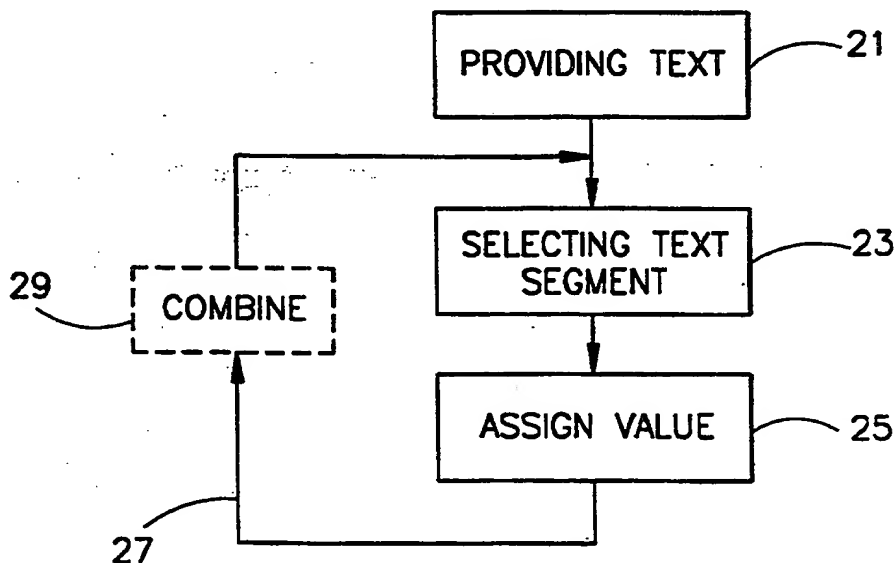 PROVIDING TEXT
21
SELECTING TEXT
SEGMENT
23
29
COMBINE
ASSIGN VALUE
25
27